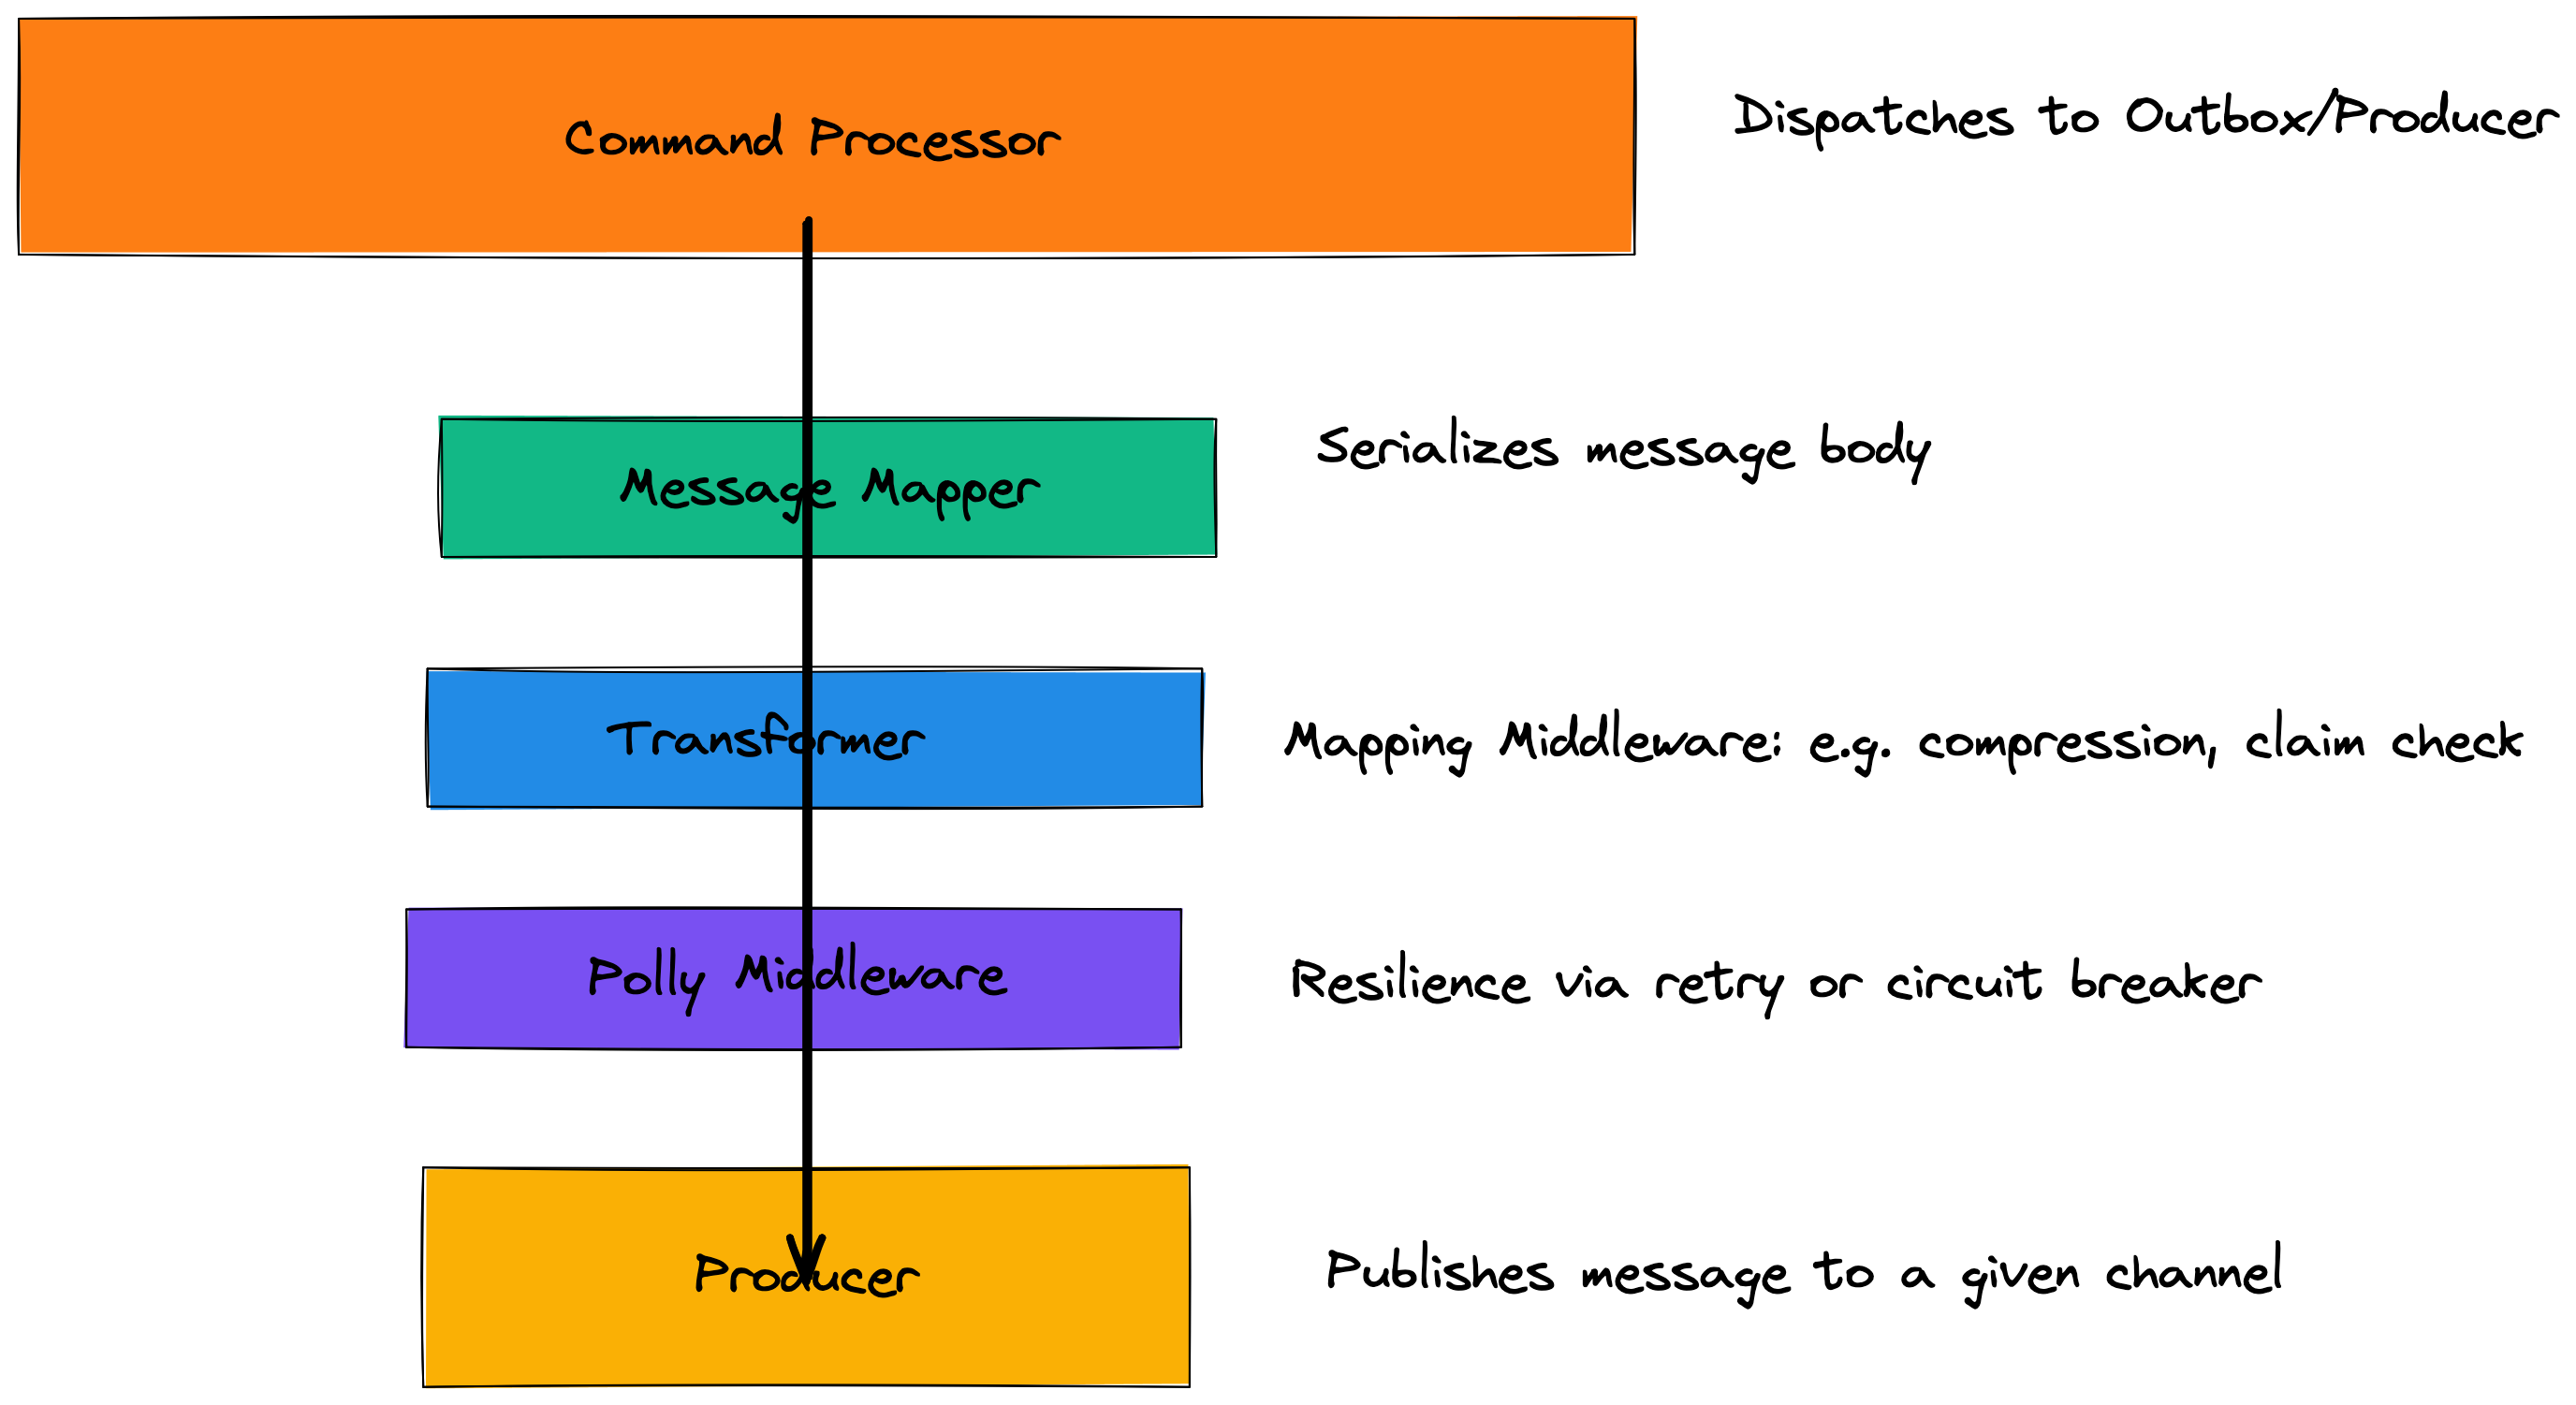 Command Processor
Dispatches to Outbox/Producer
Message Mapper
Serializes message body
Transformer
Mapping Middleware: e.g. compression, claim check
Polly Middleware
Resilience via retry or circuit breaker
Producer
Publishes message to a given channel